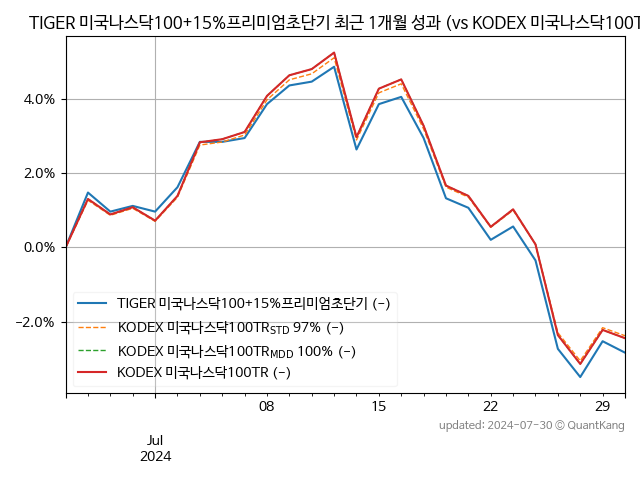 TIGER 미국나스닥100+15%프리미엄초단기 최근 1개월 성과 (vs KODEX 미국나스닥100T
4.0%
2.0%
0.0%
−2.0%
TIGER 미국나스닥100+15%프리미엄초단기 (-)
KODEX 미국나스닥100TRSTD 97% (-)
KODEX 미국나스닥100TRMDD 100% (-)
KODEX 미국나스닥100TR (-)
08 15 22 29
Jul
2024
updated: 2024-07-30 © QuantKang